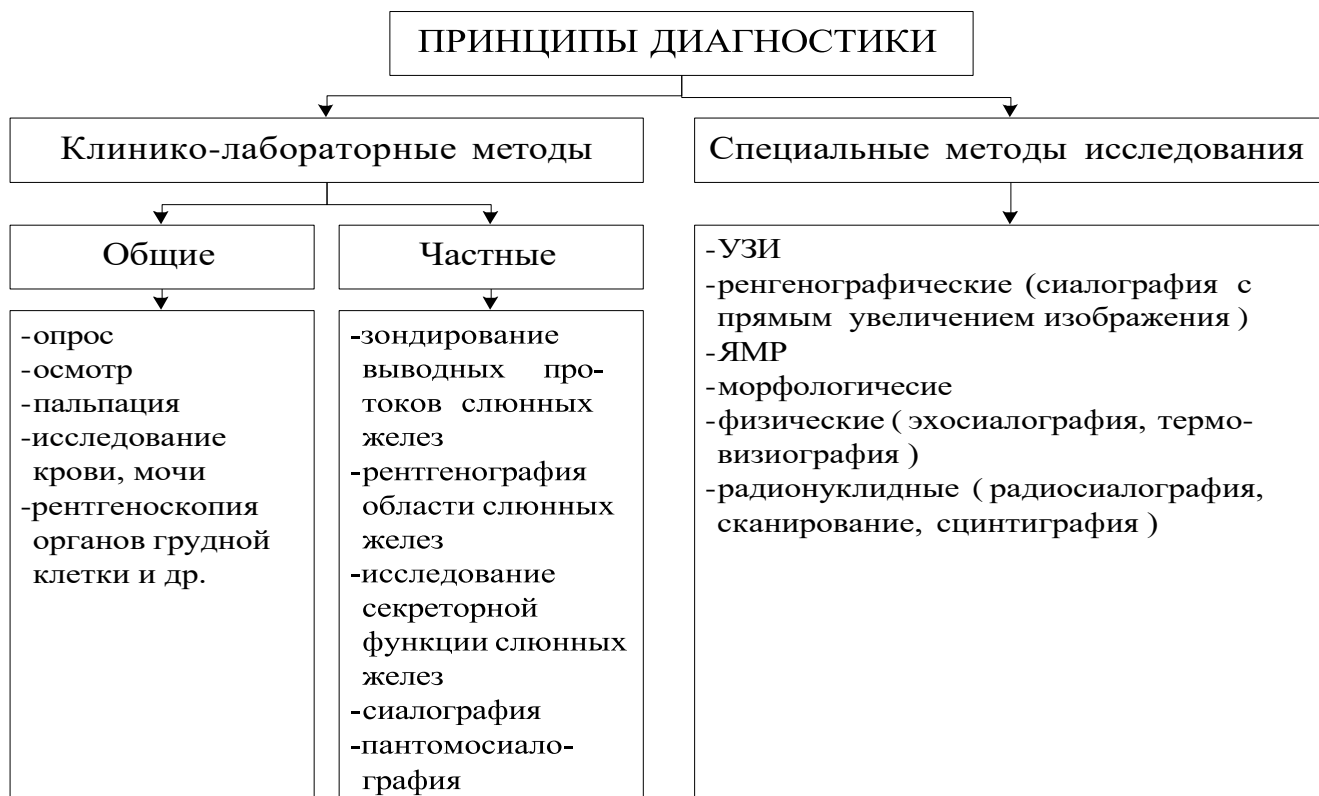 ПРИНЦИПЫ ДИАГНОСТИКИ
Клинико-лабораторные методы
Специальные методы исследования
Общие
Частные
-опрос
-осмотр
-пальпация
-исследование
крови, мочи
-рентгеноскопия
органов грудной
клетки и др.
-зондирование
выводных про-
токов слюнных
желез
-рентгенография
области слюнных
желез
-исследование
секреторной
функции слюнных
желез
-сиалография
-пантомосиало-
графия
-УЗИ
-ренгенографические (сиалография с
прямым увеличением изображения )
-ЯМР
-морфологичесие
-физические ( эхосиалография, термо-
визиография )
-радионуклидные ( радиосиалография,
сканирование, сцинтиграфия )